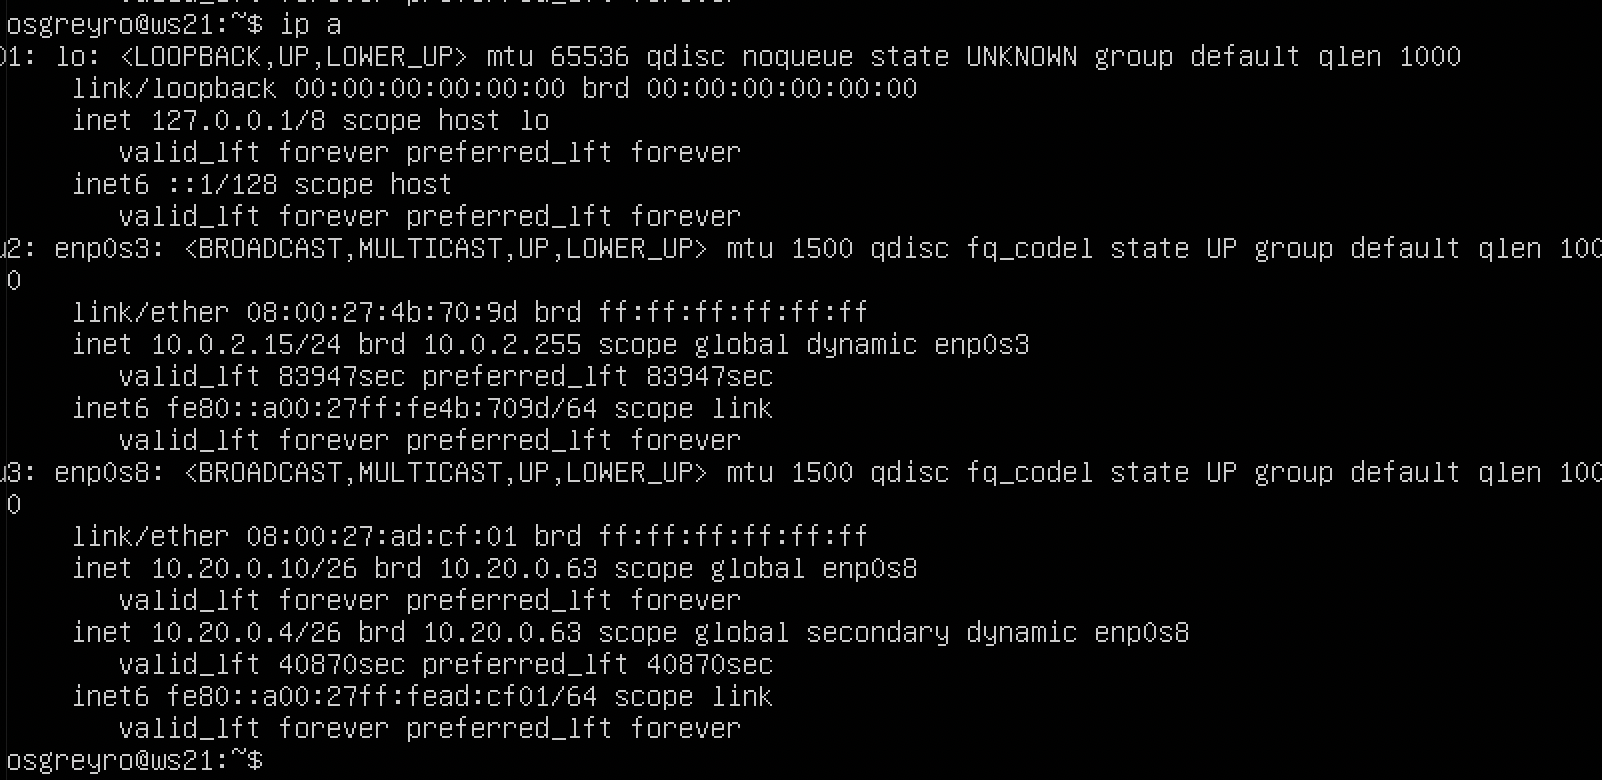 valid_lft forever preferred_lft forever
osgreyro@ws21:~$ ip a
1: lo: <LOOPBACK,UP,LOWER_UP> mtu 65536 qdisc noqueue state UNKNOWN group default qlen 1000
link/loopback 00:00:00:00:00:00 brd 00:00:00:00:00:00
inet 127.0.0.1/8 scope host lo
valid_lft forever preferred_lft forever
inet6 ::1/128 scope host
valid_lft forever preferred_lft forever
2: enp0s3: <BROADCAST,MULTICAST,UP,LOWER_UP> mtu 1500 qdisc fq_codel state UP group default qlen 100
0
link/ether 08:00:27:4b:70:9d brd ff:ff:ff:ff:ff:ff
inet 10.0.2.15/24 brd 10.0.2.255 scope global dynamic enp0s3
valid_lft 83947sec preferred_lft 83947sec
inet6 fe80::a00:27ff:fe4b:709d/64 scope link
valid_lft forever preferred_lft forever
3: enp0s8: <BROADCAST,MULTICAST,UP,LOWER_UP> mtu 1500 qdisc fq_codel state UP group default qlen 100
0
link/ether 08:00:27:ad:cf:01 brd ff:ff:ff:ff:ff:ff
inet 10.20.0.10/26 brd 10.20.0.63 scope global enp0s8
valid_lft forever preferred_lft forever
inet 10.20.0.4/26 brd 10.20.0.63 scope global secondary dynamic enp0s8
valid_lft 40870sec preferred_lft 40870sec
inet6 fe80::a00:27ff:fead:cf01/64 scope link
valid_lft forever preferred_lft forever
osgreyro@ws21:~$